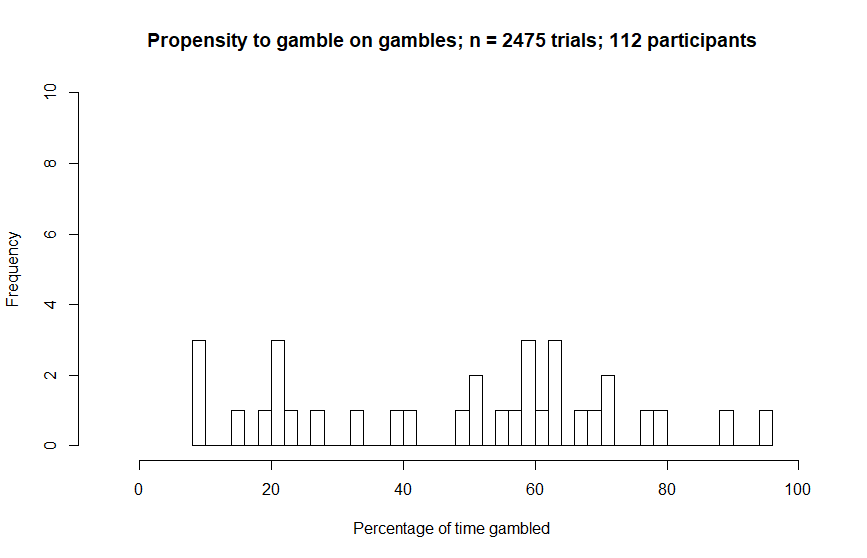 Propensity to gamble on gambles; n = 2475 trials; 112 participants
10
8
6
4
2
0
Frequency
0 20 40 60 80 100
Percentage of time gambled